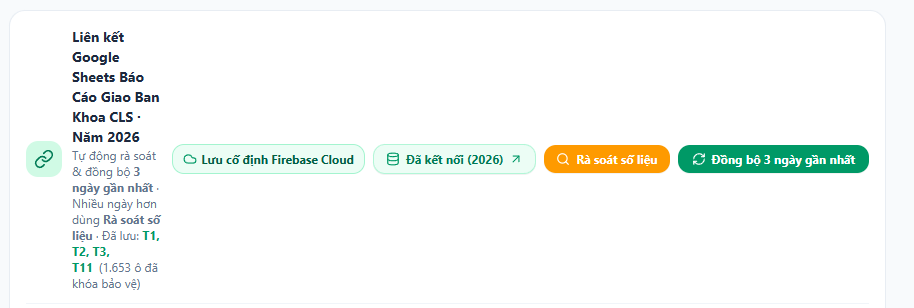 Liên kết
Google
Sheets Báo
Cáo Giao Ban
Khoa CLS ·
Năm 2026
Tự động rà soát
& đồng bộ 3
ngày gần nhất ·
Nhiều ngày hơn
dùng Rà soát số
liệu · Đã lưu: T1,
T2, T3,
T11 (1.653 ô đã
khóa bảo vệ)
Lưu cố định Firebase Cloud
Đã kết nối (2026)
Rà soát số liệu
Đồng bộ 3 ngày gần nhất